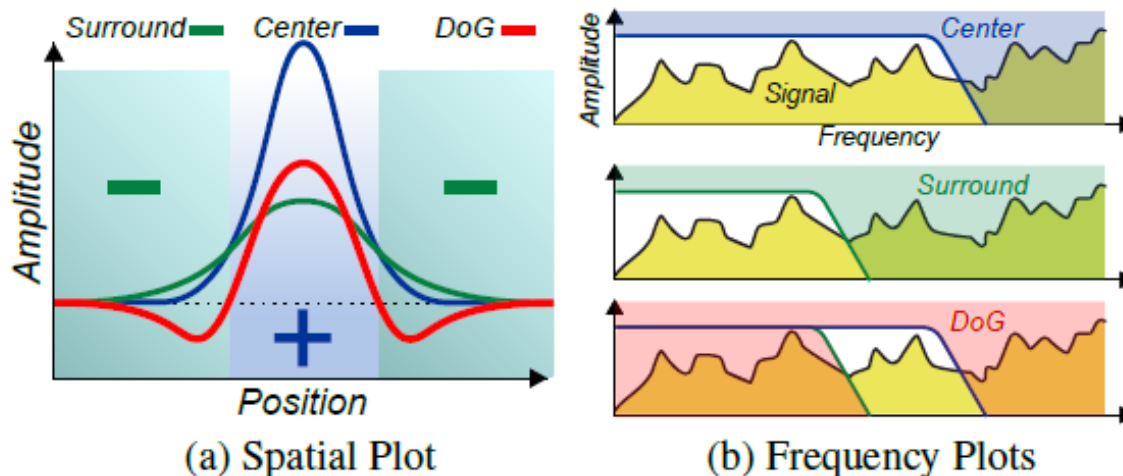 Surround Center DoG
Amplitude
Position
(a) Spatial Plot
Center
Amplitude
Signal
Frequency
Surround
DoG
(b) Frequency Plots